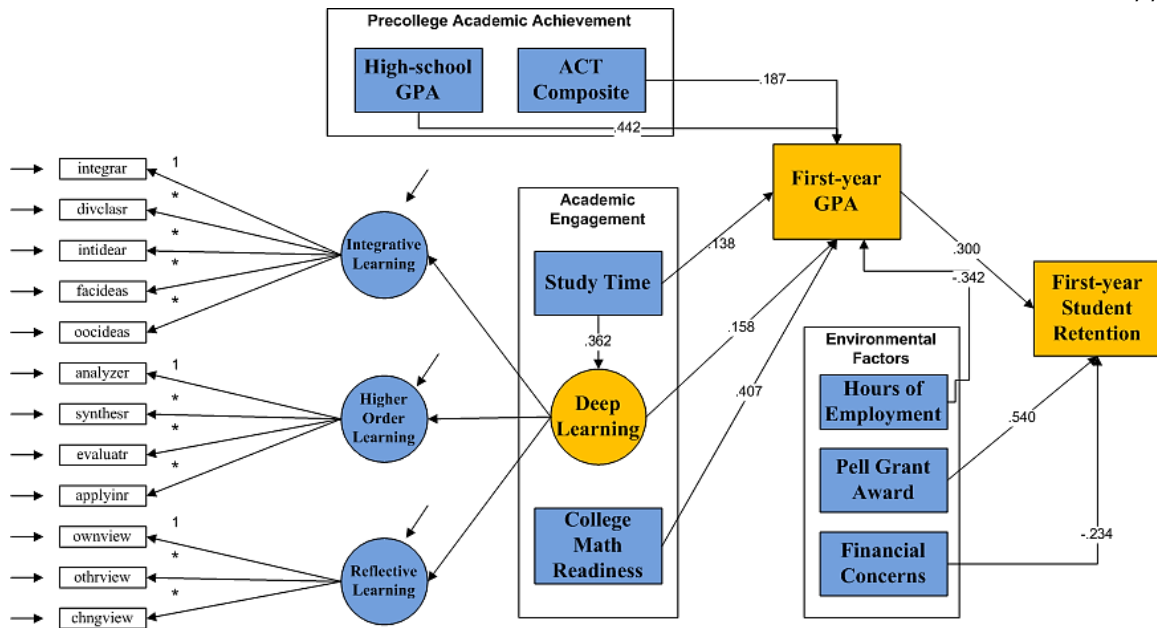 Precollege Academic Achievement
High-school
GPA
ACT
Composite
.187
.442
integrar
1
divclasr
*
intidear
*
facideas
*
oocideas
*
Integrative
Learning
analyzer
1
synthesr
*
evaluatr
*
applyinr
*
Higher
Order
Learning
ownview
1
othrview
*
chngview
*
Reflective
Learning
Academic
Engagement
Study Time
.362
Deep
Learning
College
Math
Readiness
.138
.158
.407
First-year
GPA
.300
-.342
First-year
Student
Retention
Environmental
Factors
Hours of
Employment
Pell Grant
Award
Financial
Concerns
.540
-.234